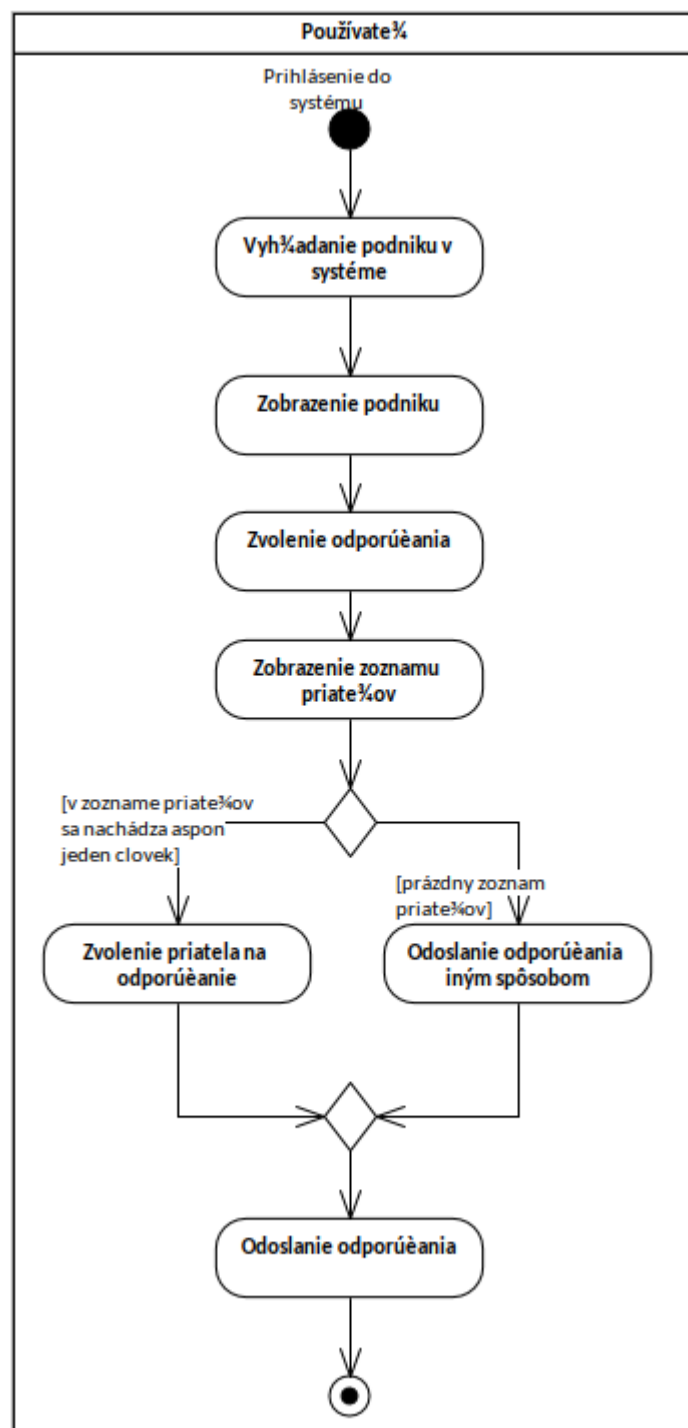 Používate¾
Prihlásenie do
systému
Vyh¾adanie podniku v
systéme
Zobrazenie podniku
Zvolenie odporúèania
Zobrazenie zoznamu
priate¾ov
[v zozname priate¾ov
sa nachádza aspon
jeden clovek]
[prázdny zoznam
priate¾ov]
Zvolenie priatela na
odporúèanie
Odoslanie odporúèania
iným spôsobom
Odoslanie odporúèania